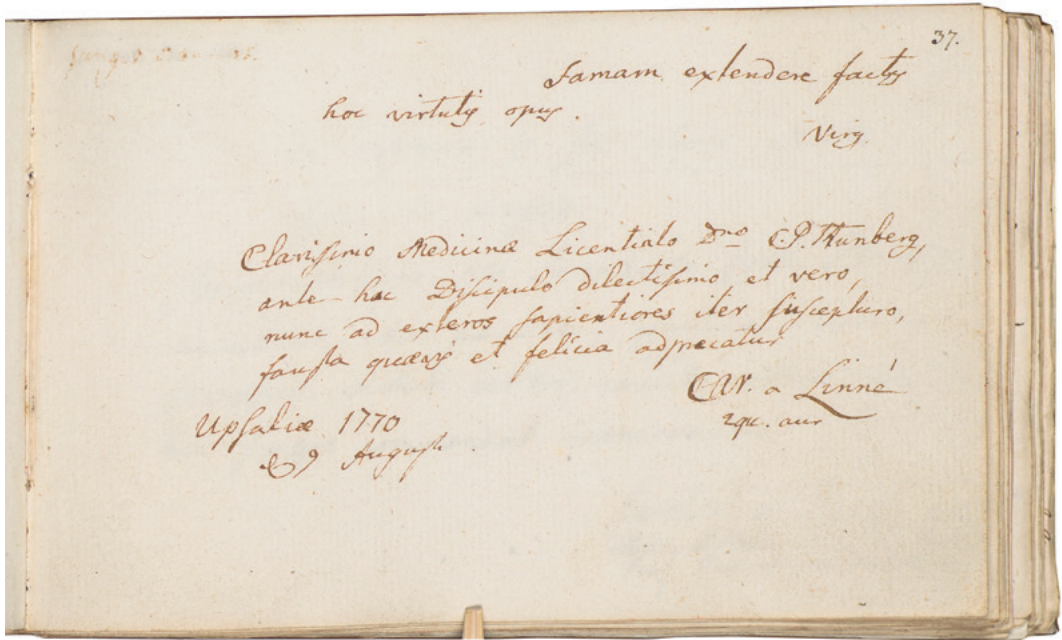 37.
Famam extendere factis
hoc virtutis opus.
Virg.
Clarissimo Medicinæ Licentiato Dno C.P. Thunberg,
ante hac Discipulo dilectissimo et vero,
nunc ad exteros sapientiores iter suscepturo,
fausta quævis et felicia adprecatur
Car. a Linné
equ. aur
Upsaliæ 1770
d 9 August.